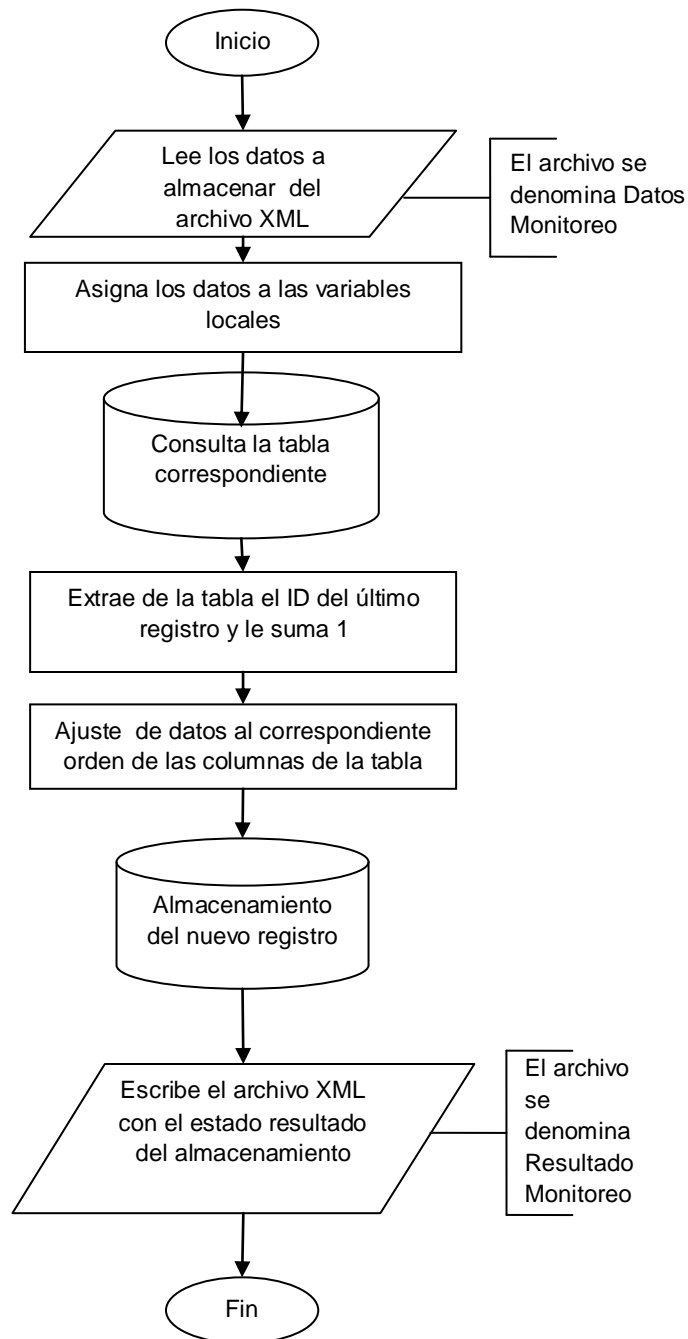 Inicio
Lee los datos a
almacenar del
archivo XML
El archivo se
denomina Datos
Monitoreo
Asigna los datos a las variables
locales
Consulta la tabla
correspondiente
Extrae de la tabla el ID del último
registro y le suma 1
Ajuste de datos al correspondiente
orden de las columnas de la tabla
Almacenamiento
del nuevo registro
Escribe el archivo XML
con el estado resultado
del almacenamiento
El archivo
se
denomina
Resultado
Monitoreo
Fin